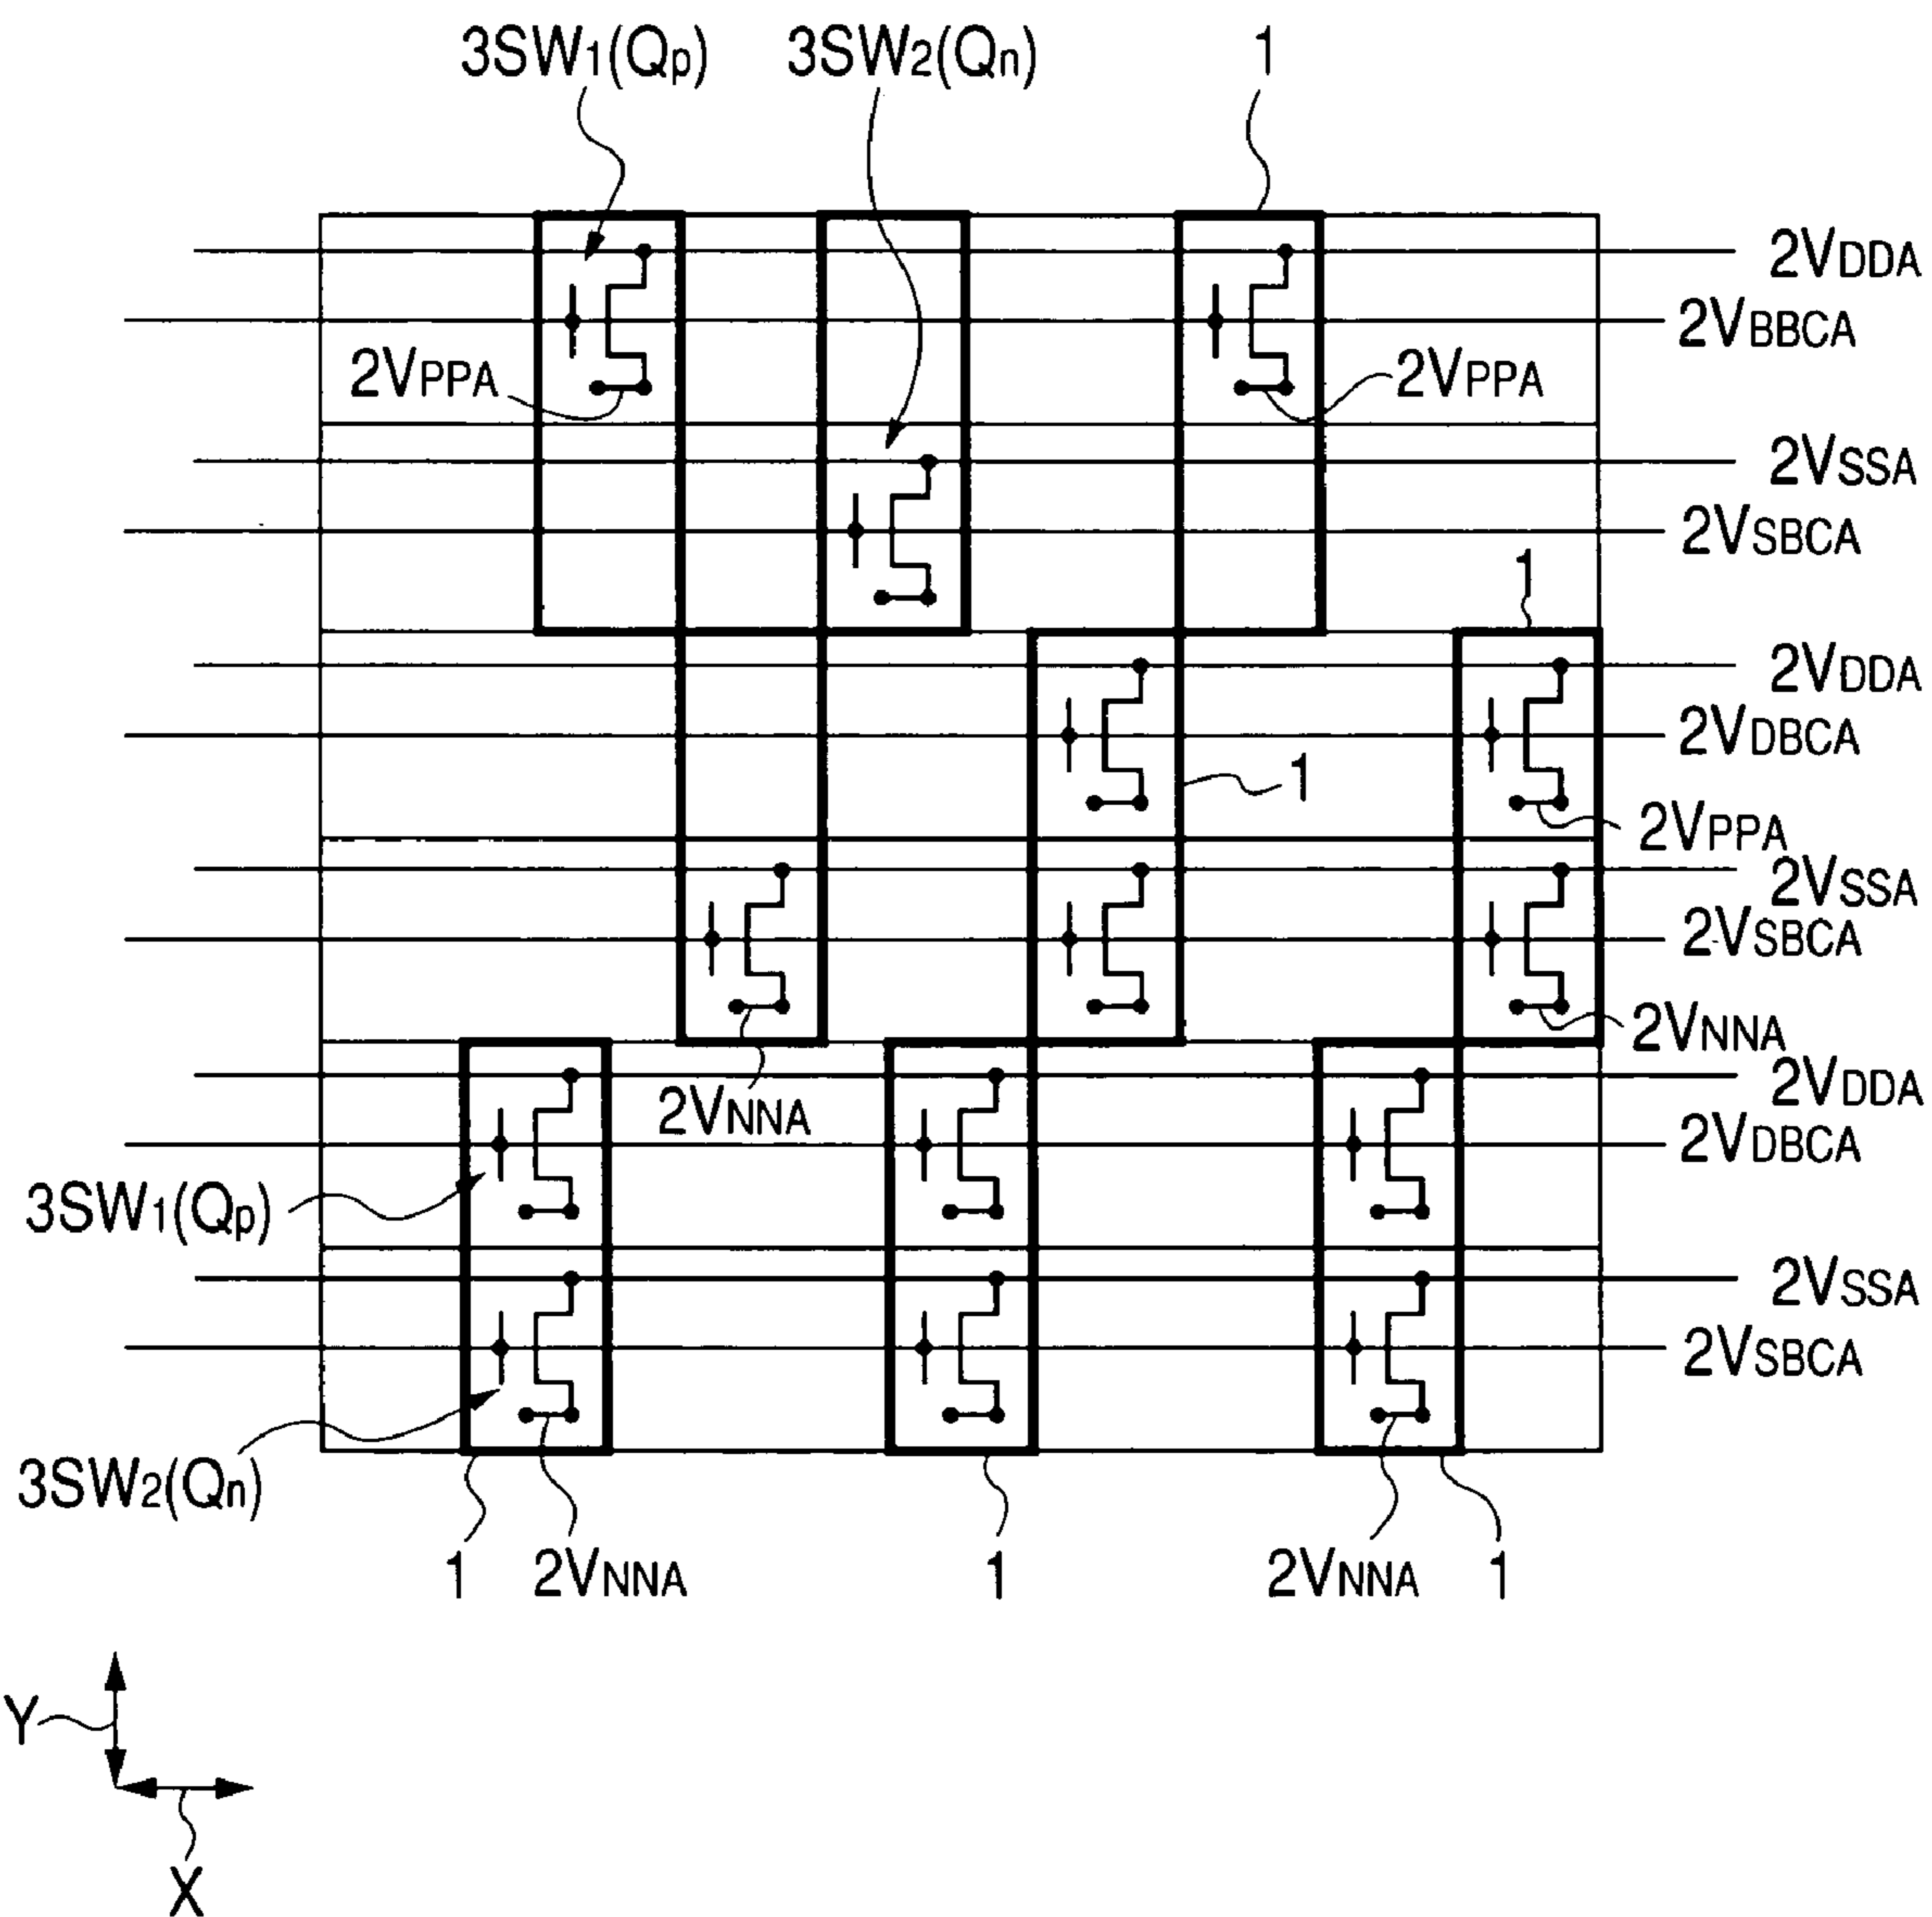 3SW1(Qp) 3SW2(Qn) 1
2VDDA
2VBBCA
2VPPA 2VPPA
2VSSA
2VSBCA
1
2VDDA
2VDBCA
1
2VPPA
2VSSA
2VSBCA
2VNNA
2VDDA
2VNNA
2VDBCA
3SW1(Qp)
2VSSA
2VSBCA
3SW2(Qn)
1 2VNNA 1 2VNNA 1
Y
X